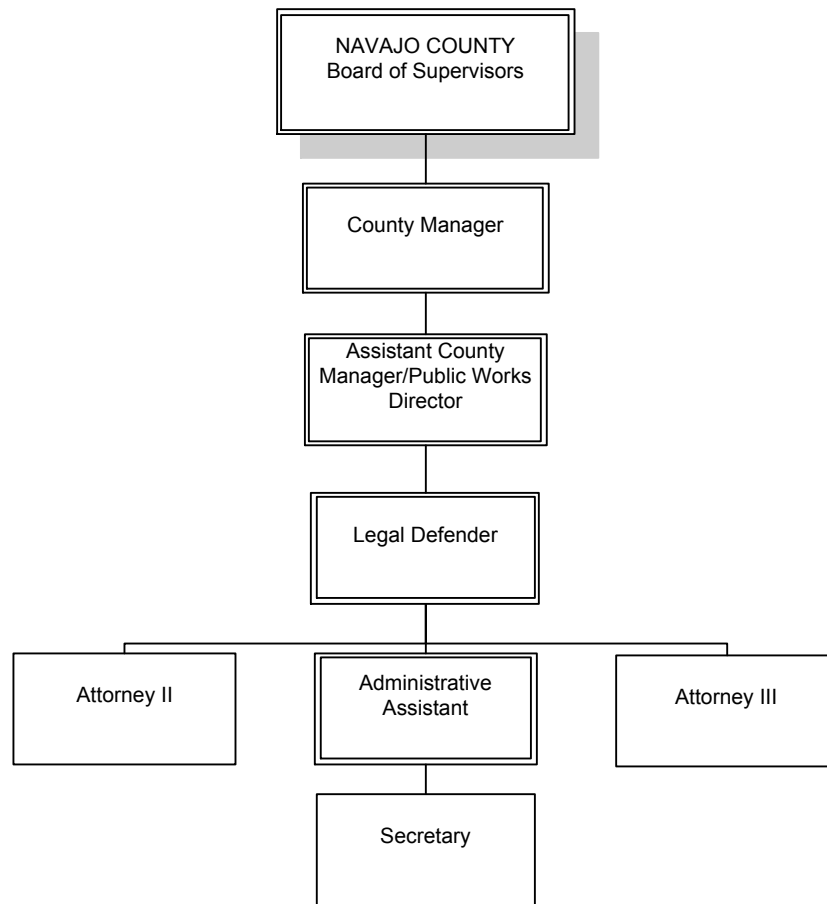 NAVAJO COUNTY
Board of Supervisors
County Manager
Assistant County
Manager/Public Works
Director
Legal Defender
Attorney II
Administrative
Assistant
Attorney III
Secretary